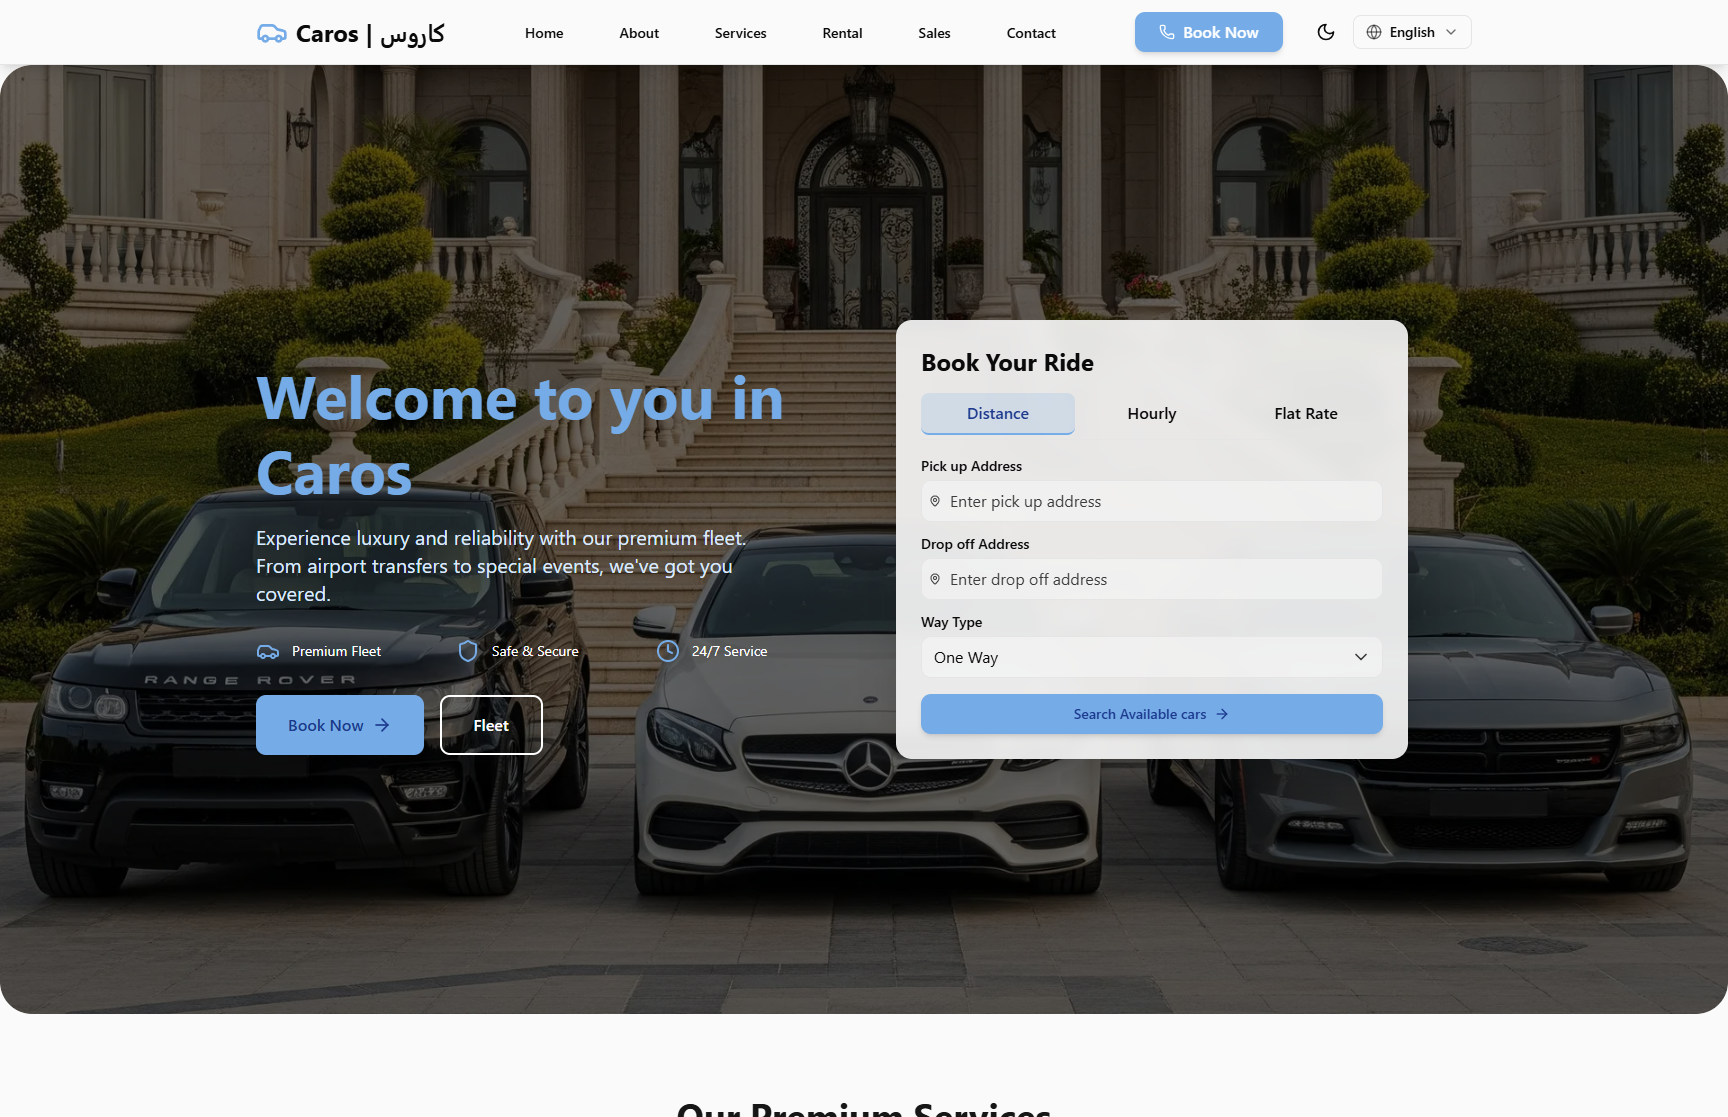 Caros | كاروس
Home
About
Services
Rental
Sales
Contact
Book Now
English
Welcome to you in
Caros
Experience luxury and reliability with our premium fleet.
From airport transfers to special events, we've got you
covered.
Premium Fleet
Safe & Secure
24/7 Service
RANGE ROVER
Book Now
Fleet
Book Your Ride
Distance
Hourly
Flat Rate
Pick up Address
Enter pick up address
Drop off Address
Enter drop off address
Way Type
One Way
Search Available cars
Our Premium Services